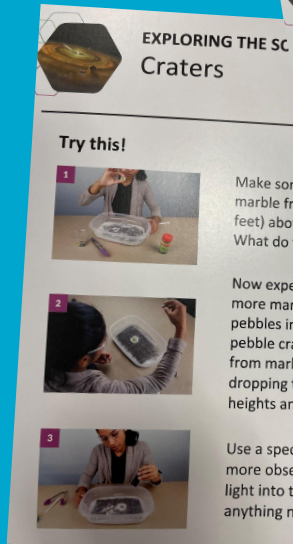 EXPLORING THE SC
Craters
Try this!
1
Make sor
marble fr
feet) abo
What do
2
Now expe
more mar
pebbles in
pebble cra
from mar
dropping
heights an
3
Use a spec
more obse
light into t
anything n